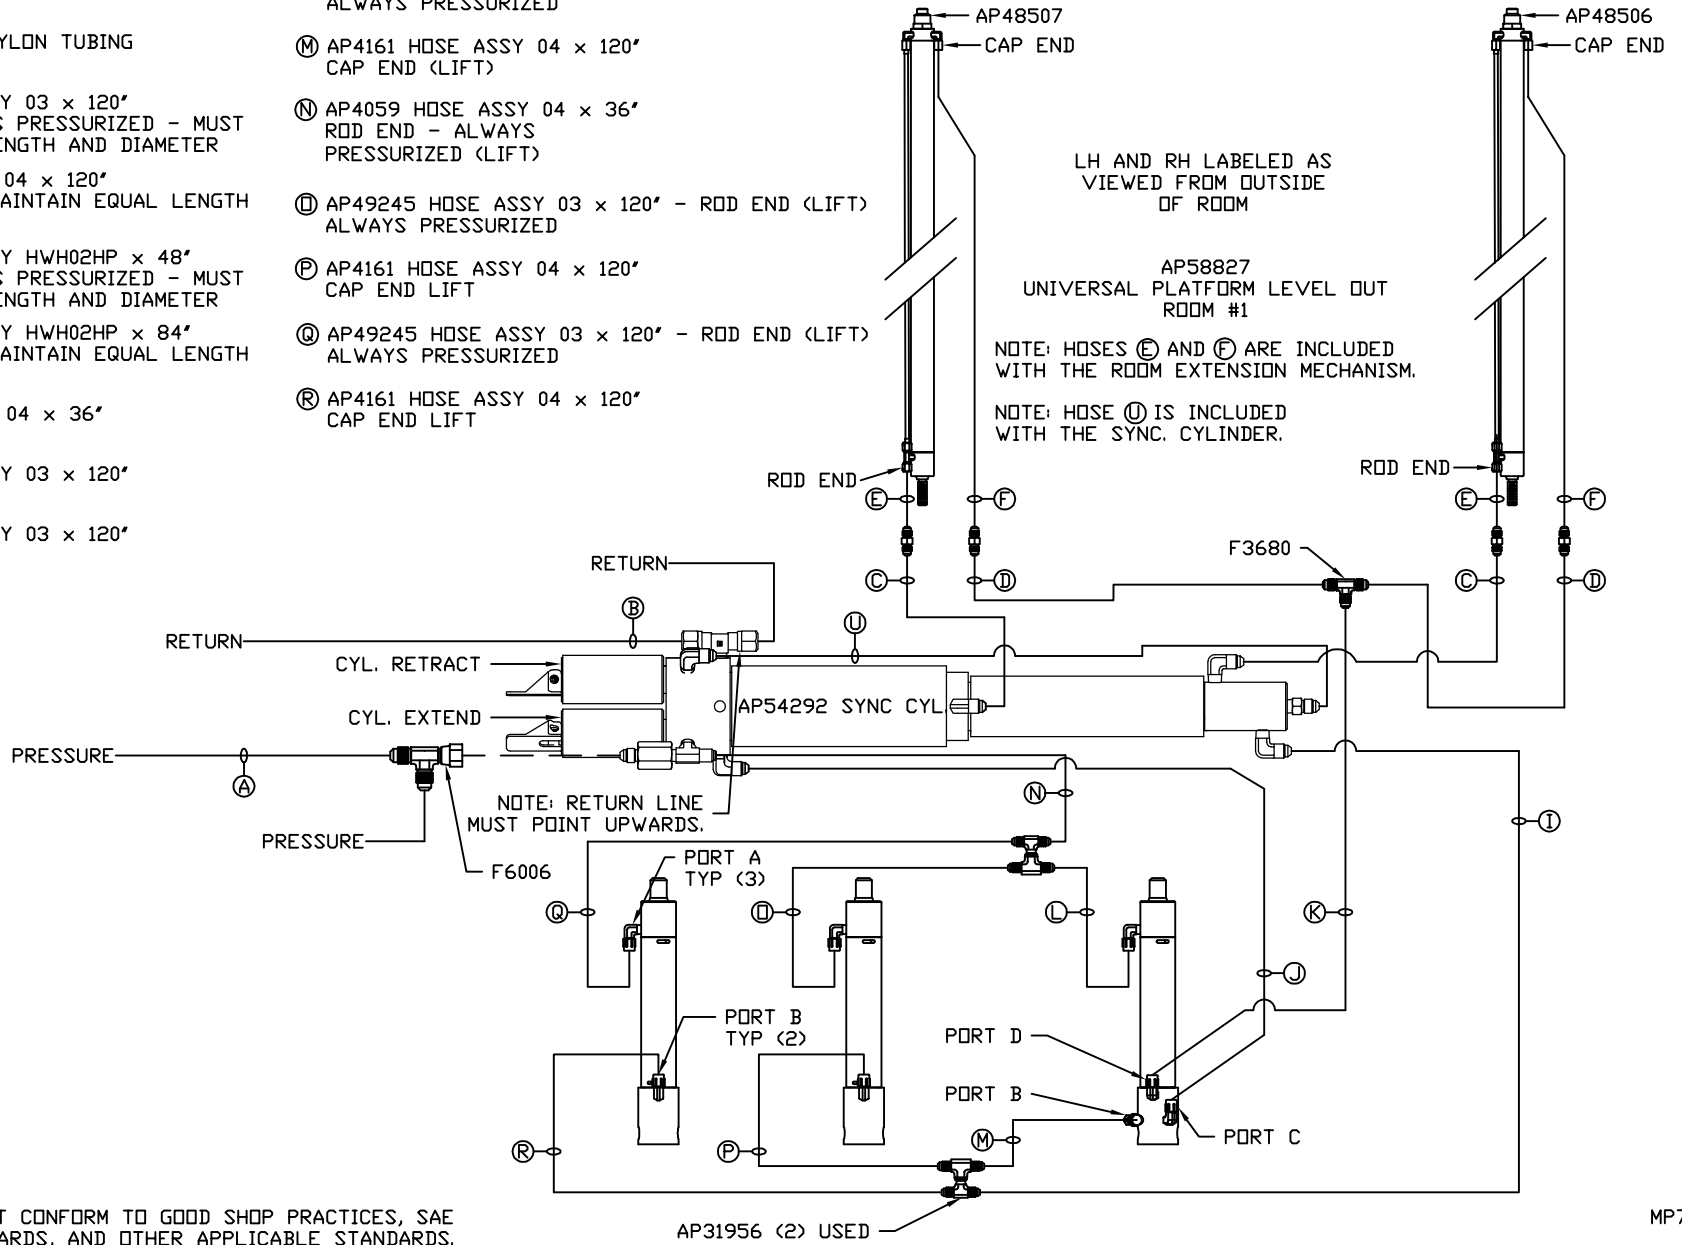 YLON TUBING
Y 03 x 120"
S PRESSURIZED - MUST
ENGTH AND DIAMETER
04 x 120"
AINTAIN EQUAL LENGTH
Y HWH02HP x 48"
S PRESSURIZED - MUST
ENGTH AND DIAMETER
Y HWH02HP x 84"
AINTAIN EQUAL LENGTH
04 x 36"
Y 03 x 120"
Y 03 x 120"
ALWAYS PRESSURIZED
M AP4161 HOSE ASSY 04 x 120"
CAP END (LIFT)
N AP4059 HOSE ASSY 04 x 36"
ROD END - ALWAYS
PRESSURIZED (LIFT)
O AP49245 HOSE ASSY 03 x 120" - ROD END (LIFT)
ALWAYS PRESSURIZED
P AP4161 HOSE ASSY 04 x 120"
CAP END LIFT
Q AP49245 HOSE ASSY 03 x 120" - ROD END (LIFT)
ALWAYS PRESSURIZED
R AP4161 HOSE ASSY 04 x 120"
CAP END LIFT
AP48507
CAP END
AP48506
CAP END
LH AND RH LABELED AS
VIEWED FROM OUTSIDE
OF ROOM
AP58827
UNIVERSAL PLATFORM LEVEL OUT
ROOM #1
NOTE: HOSES E AND F ARE INCLUDED
WITH THE ROOM EXTENSION MECHANISM.
NOTE: HOSE U IS INCLUDED
WITH THE SYNC. CYLINDER.
ROD END
ROD END
E
F
E
F
F3680
RETURN
C
D
C
D
B
U
RETURN
CYL. RETRACT
AP54292 SYNC CYL.
CYL. EXTEND
PRESSURE
A
N
NOTE: RETURN LINE
MUST POINT UPWARDS.
I
PRESSURE
F6006
PORT A
TYP (3)
Q
O
L
K
J
PORT B
TYP (2)
PORT D
PORT B
PORT C
R
P
M
AP31956 (2) USED
T CONFORM TO GOOD SHOP PRACTICES, SAE
ARDS, AND OTHER APPLICABLE STANDARDS.
MP7